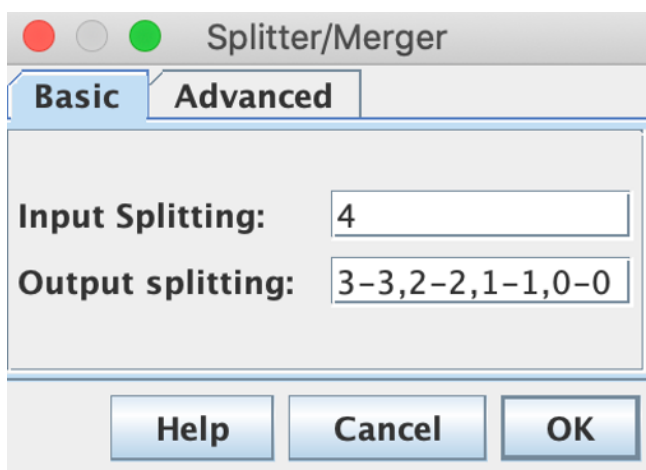 Splitter/Merger
Basic Advanced
Input Splitting: 4
Output splitting: 3-3,2-2,1-1,0-0
Help Cancel OK